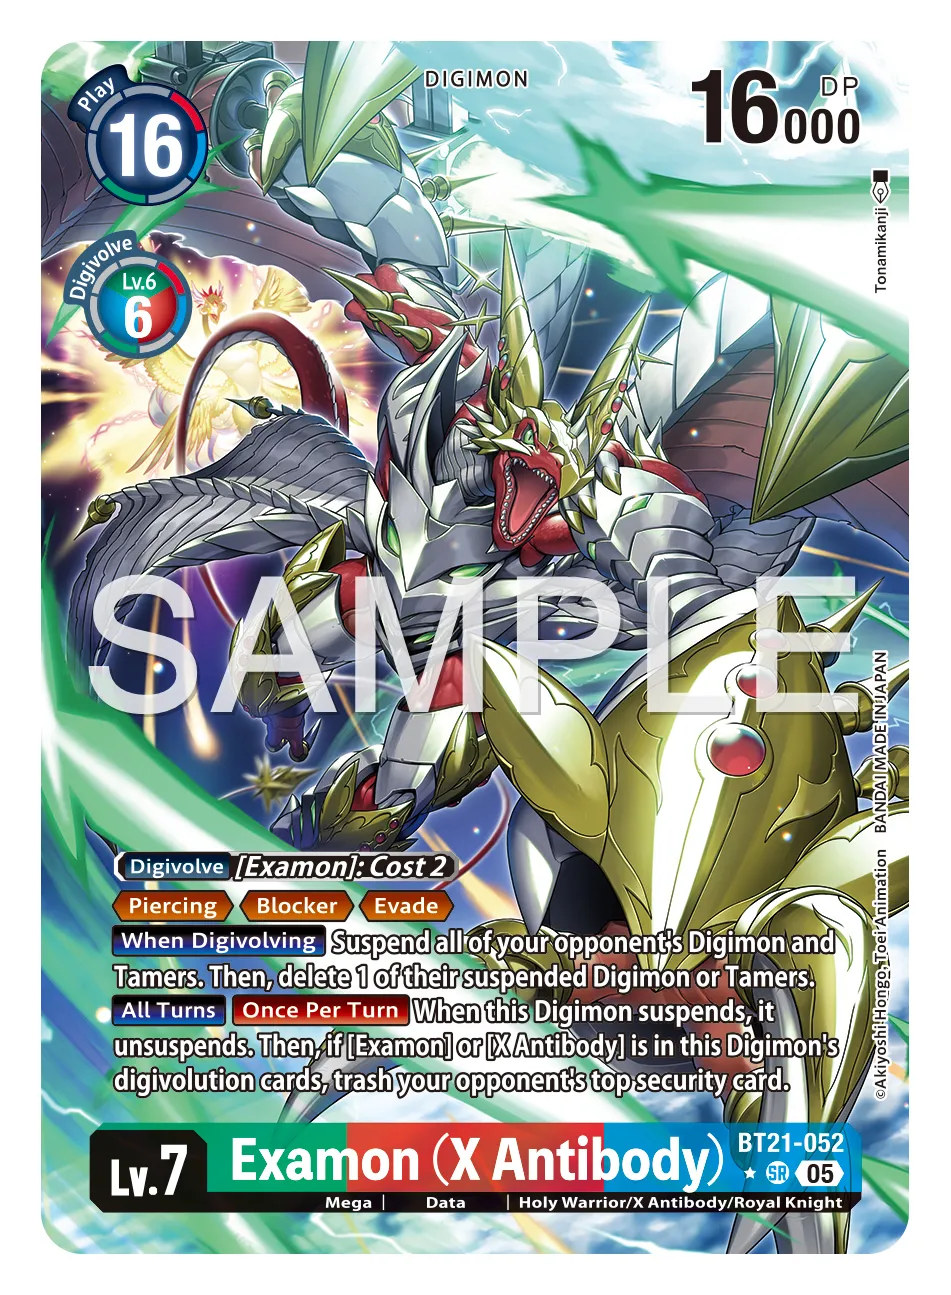 DIGIMON
Play
16
DP
16000
Digivolve
Lv.6
6
Tonamikanji
SAMPLE
BANDAI MADE IN JAPAN
©Akiyoshi Hongo, Toei Animation
Digivolve [Examon]: Cost 2
Piercing Blocker Evade
When Digivolving Suspend all of your opponent's Digimon and
Tamers. Then, delete 1 of their suspended Digimon or Tamers.
All Turns Once Per Turn When this Digimon suspends, it
unsuspends. Then, if [Examon] or [X Antibody] is in this Digimon's
digivolution cards, trash your opponent's top security card.
Lv.7 Examon (X Antibody) BT21-052
SR 05
Mega | Data | Holy Warrior/X Antibody/Royal Knight